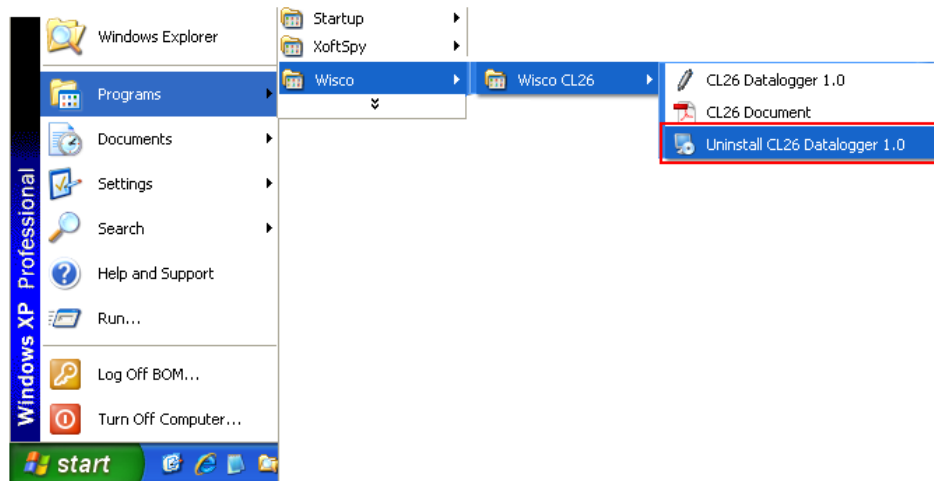 Windows XP Professional
Windows Explorer
Programs
Documents
Settings
Search
Help and Support
Run...
Log Off BOM...
Turn Off Computer...
start
Startup
XoftSpy
Wisco
Wisco CL26
CL26 Datalogger 1.0
CL26 Document
Uninstall CL26 Datalogger 1.0